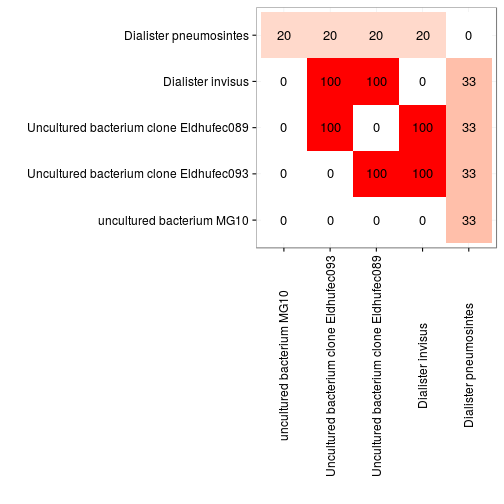 Dialister pneumosintes 20 20 20 20 0
Dialister invisus 0 100 100 0 33
Uncultured bacterium clone Eldhufec089 0 100 0 100 33
Uncultured bacterium clone Eldhufec093 0 0 100 100 33
uncultured bacterium MG10 0 0 0 0 33
uncultured bacterium MG10
Uncultured bacterium clone Eldhufec093
Uncultured bacterium clone Eldhufec089
Dialister invisus
Dialister pneumosintes